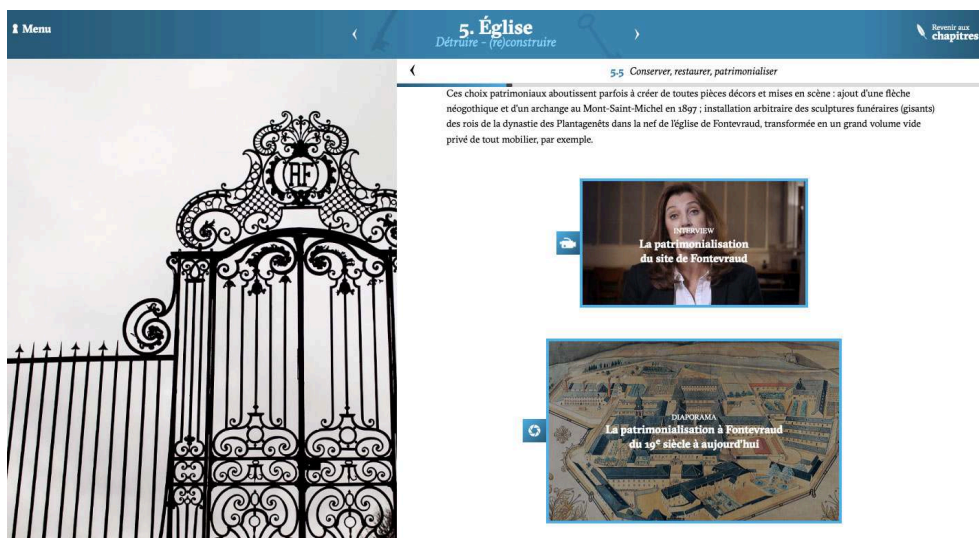 Menu
5. Église
Détruire - (re)construire
Revenir aux
chapitres
5.5 Conserver, restaurer, patrimonialiser
Ces choix patrimoniaux aboutissent parfois à créer de toutes pièces décors et mises en scène : ajout d'une flèche
néogothique et d'un archange au Mont-Saint-Michel en 1897 ; installation arbitraire des sculptures funéraires (gisants)
des rois de la dynastie des Plantagenêts dans la nef de l'église de Fontevraud, transformée en un grand volume vide
privé de tout mobilier, par exemple.
RF
INTERVIEW
La patrimonialisation
du site de Fontevraud
DIAPORAMA
La patrimonialisation à Fontevraud
du 19e siècle à aujourd'hui